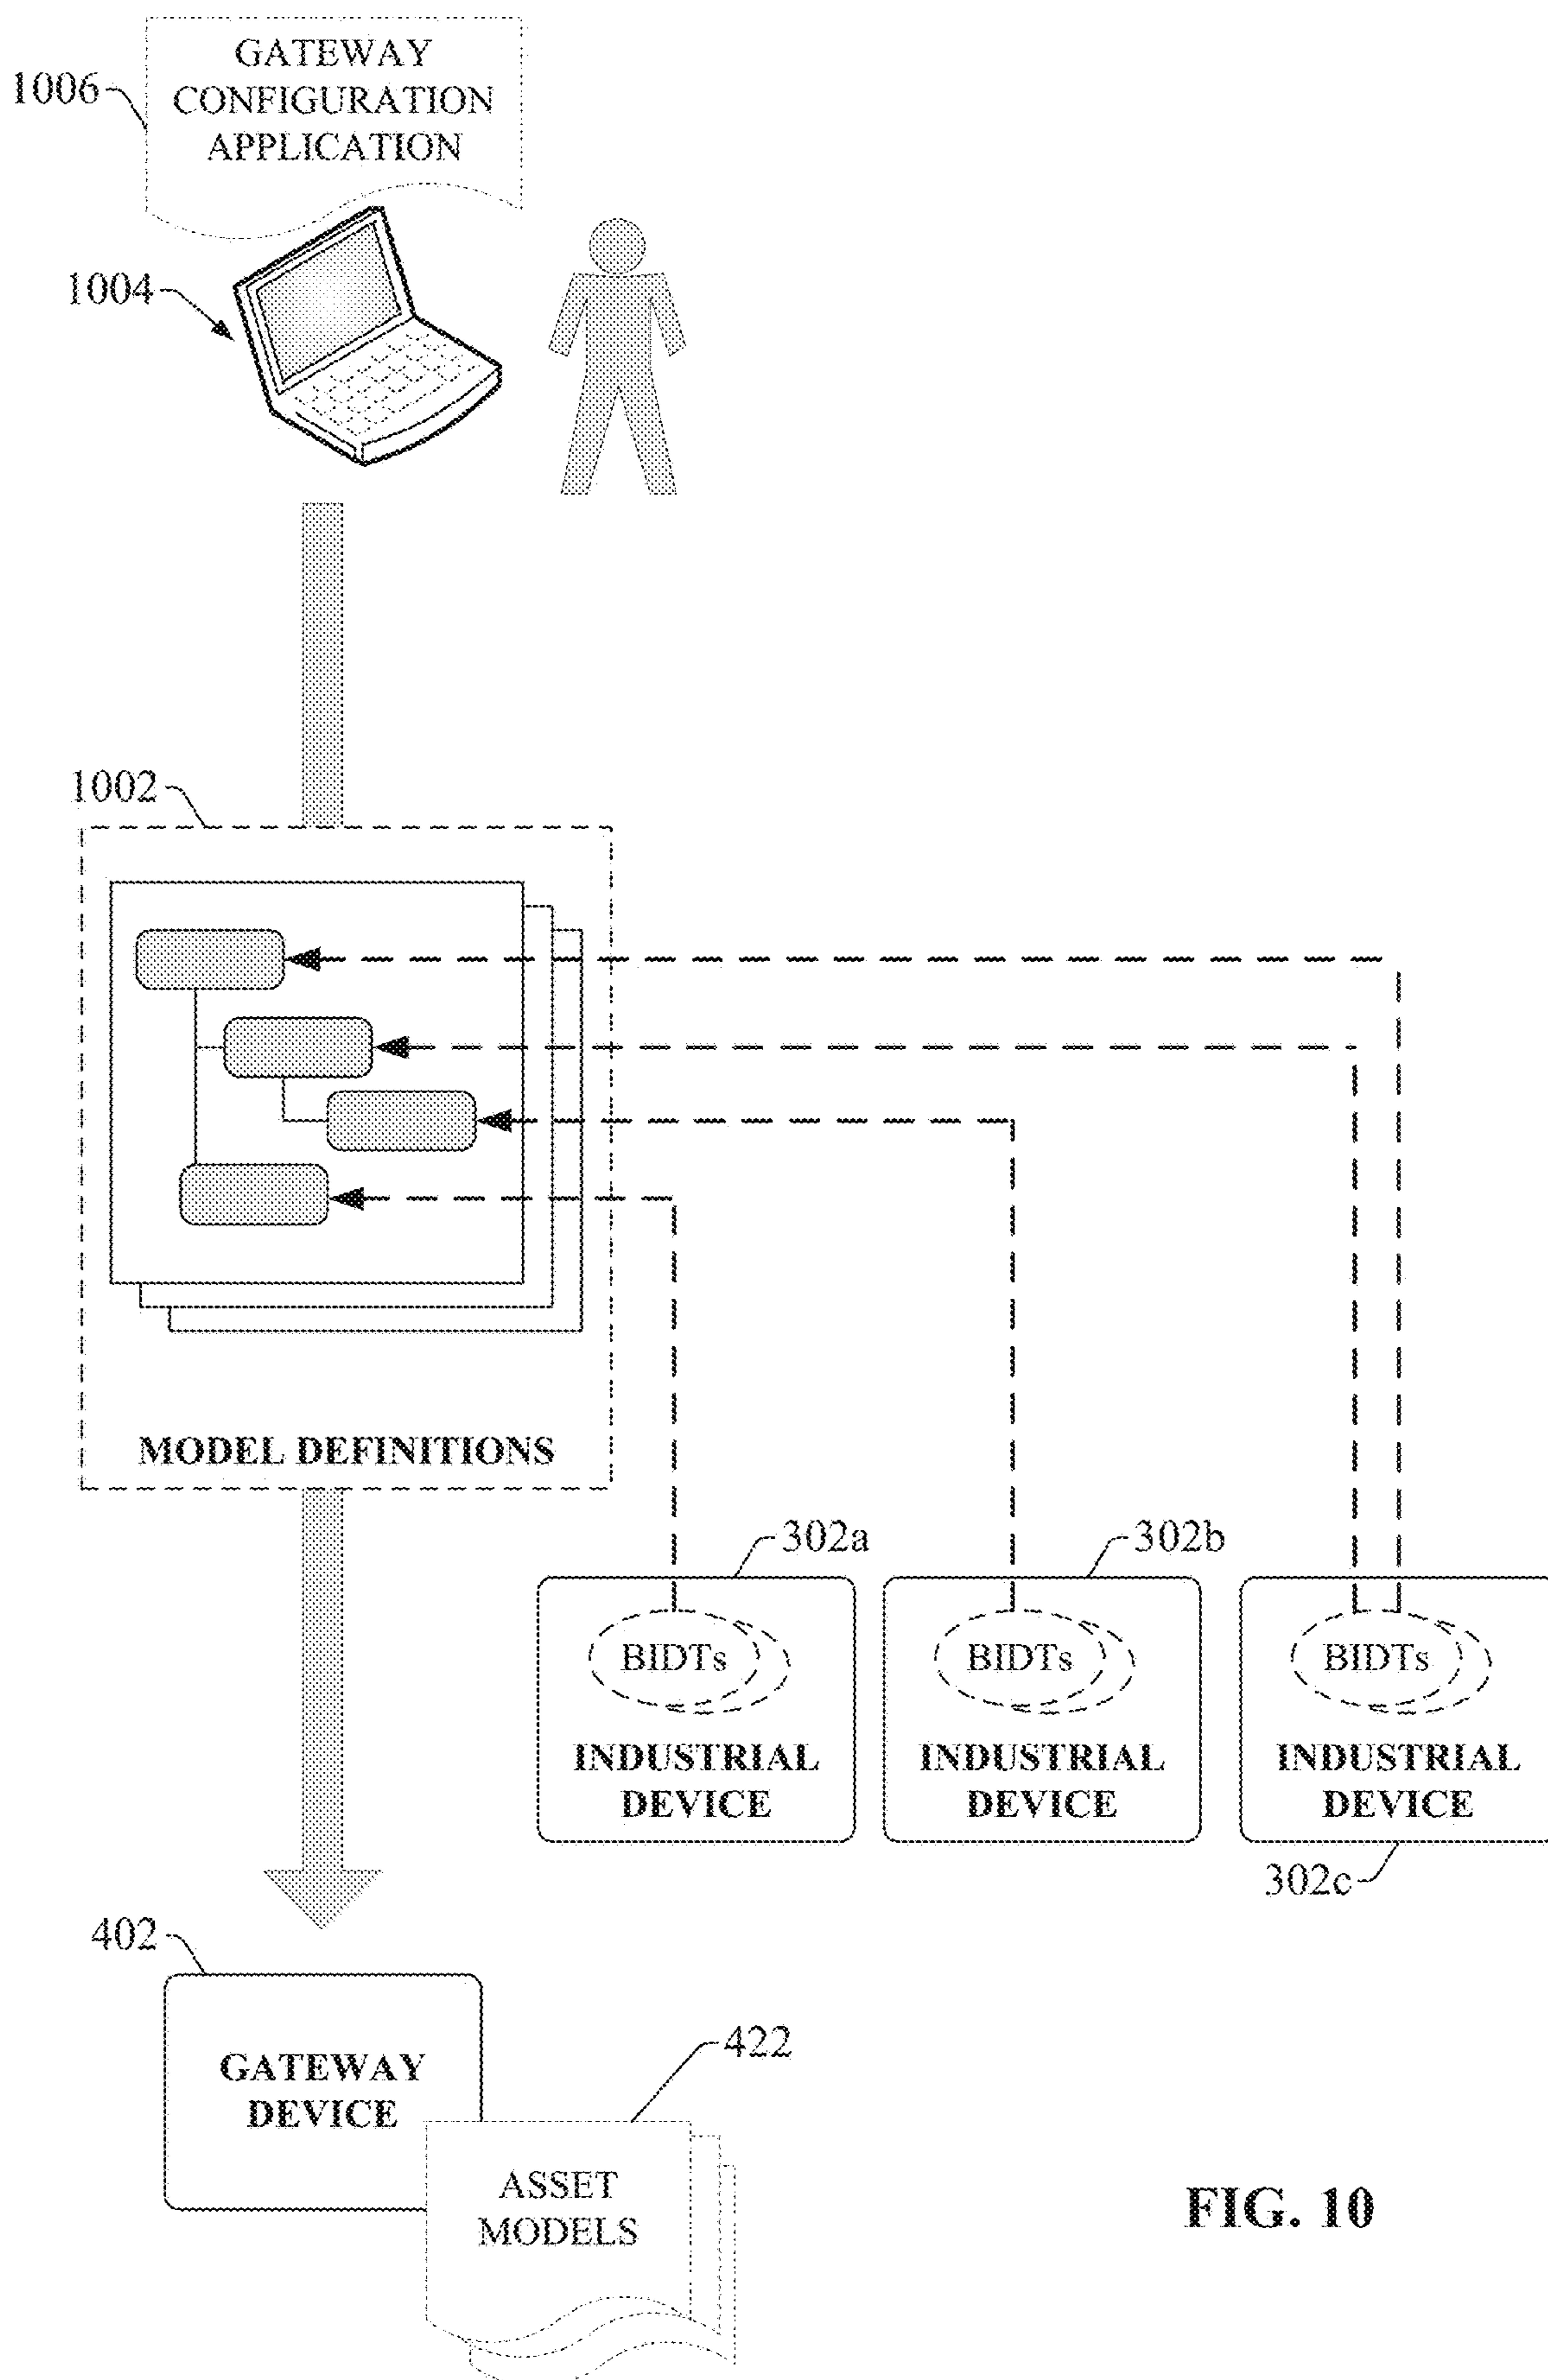 GATEWAY
CONFIGURATION
APPLICATION
1006
1004
1002
MODEL DEFINITIONS
302a
302b
BIDTs
BIDTs
BIDTs
INDUSTRIAL
DEVICE
INDUSTRIAL
DEVICE
INDUSTRIAL
DEVICE
302c
402
GATEWAY
DEVICE
422
ASSET
MODELS
FIG. 10